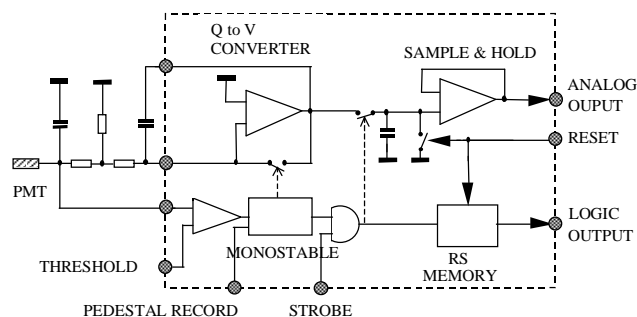 Q to V
CONVERTER
SAMPLE & HOLD
ANALOG
OUPUT
RESET
PMT
LOGIC
OUTPUT
MONOSTABLE
RS
MEMORY
THRESHOLD
PEDESTAL RECORD
STROBE